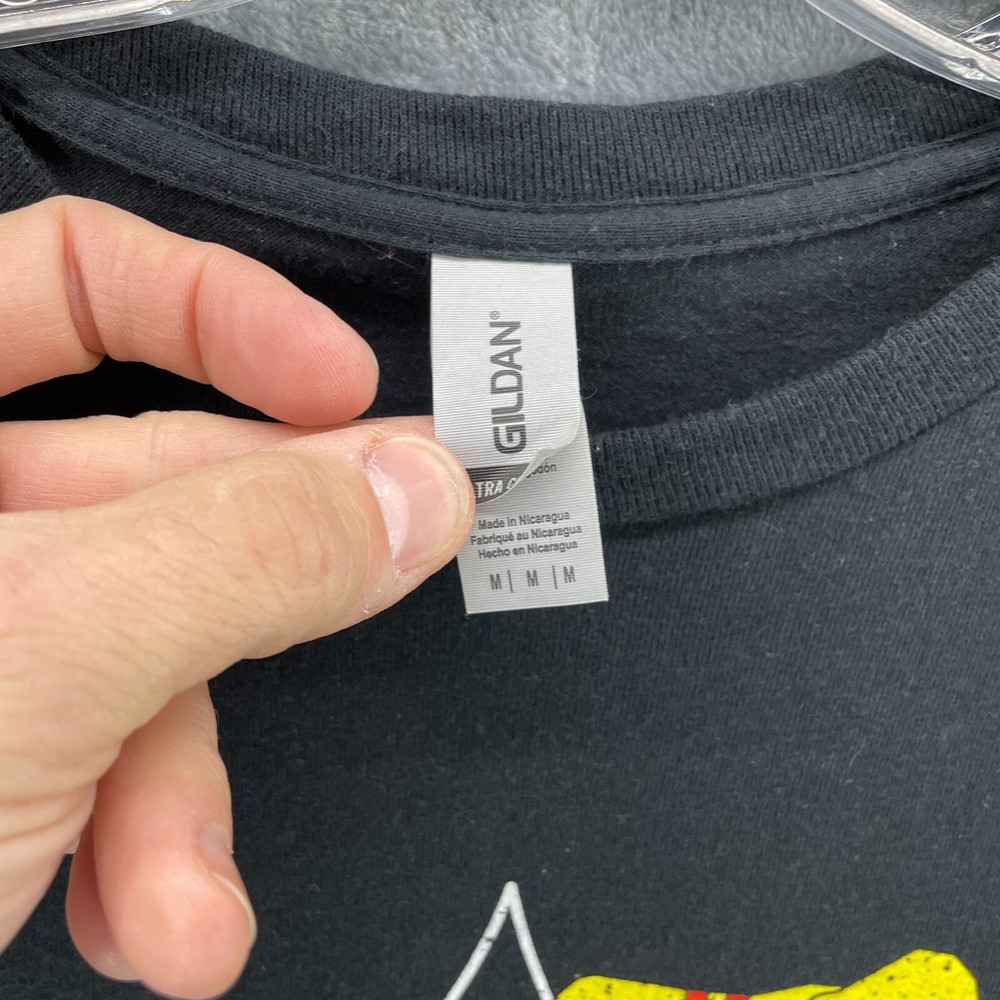 GILDAN®
Made in Nicaragua
Fabriqué au Nicaragua
Hecho en Nicaragua
M | M | M